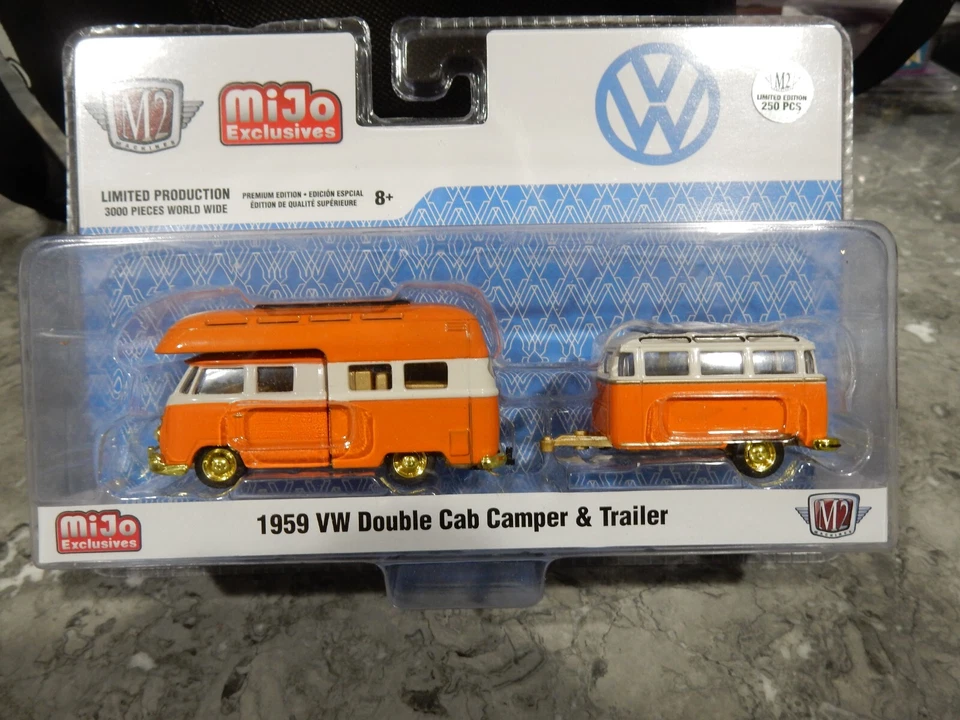 M2
MACHINES
MiJo
Exclusives
M2
LIMITED EDITION
250 PCS
LIMITED PRODUCTION
3000 PIECES WORLD WIDE
PREMIUM EDITION • EDICIÓN ESPCIAL
ÉDITION DE QUALITÉ SUPÉRIEURE
8+
MiJo
Exclusives
1959 VW Double Cab Camper & Trailer
M2
MACHINES